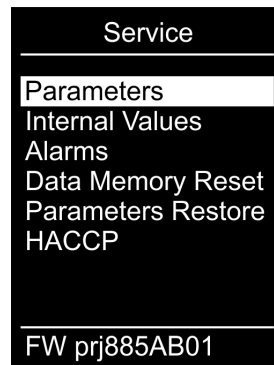 Service
Parameters
Internal Values
Alarms
Data Memory Reset
Parameters Restore
HACCP
FW prj885AB01